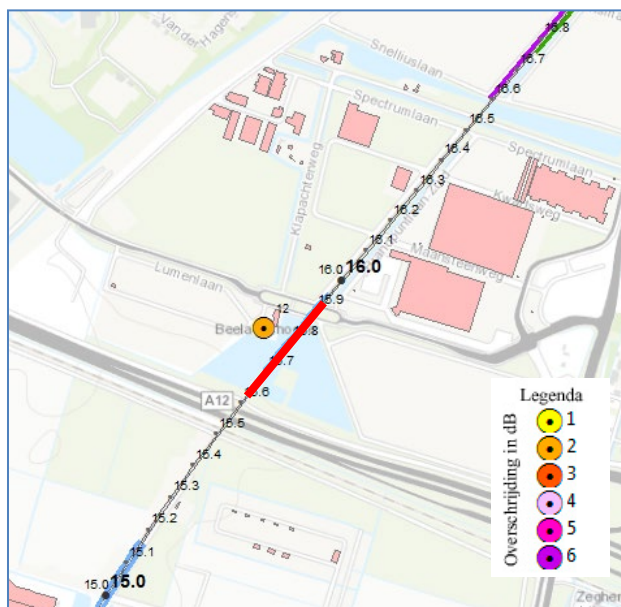 Van der Hagen
Snelliuslaan
16.8
16.7
16.6
Spectrumlaan
16.5
Spectrumlaan
16.4
16.3
Klapachterweg
Kwantsweg
16.2
16.1
Maansteenweg
16.0
16.0
Lumenlaan
15.9
12
15.8
15.7
A12
15.6
15.5
15.4
15.3
15.2
15.1
15.0
15.0
Legenda
Overschrijding in dB
1
2
3
4
5
6